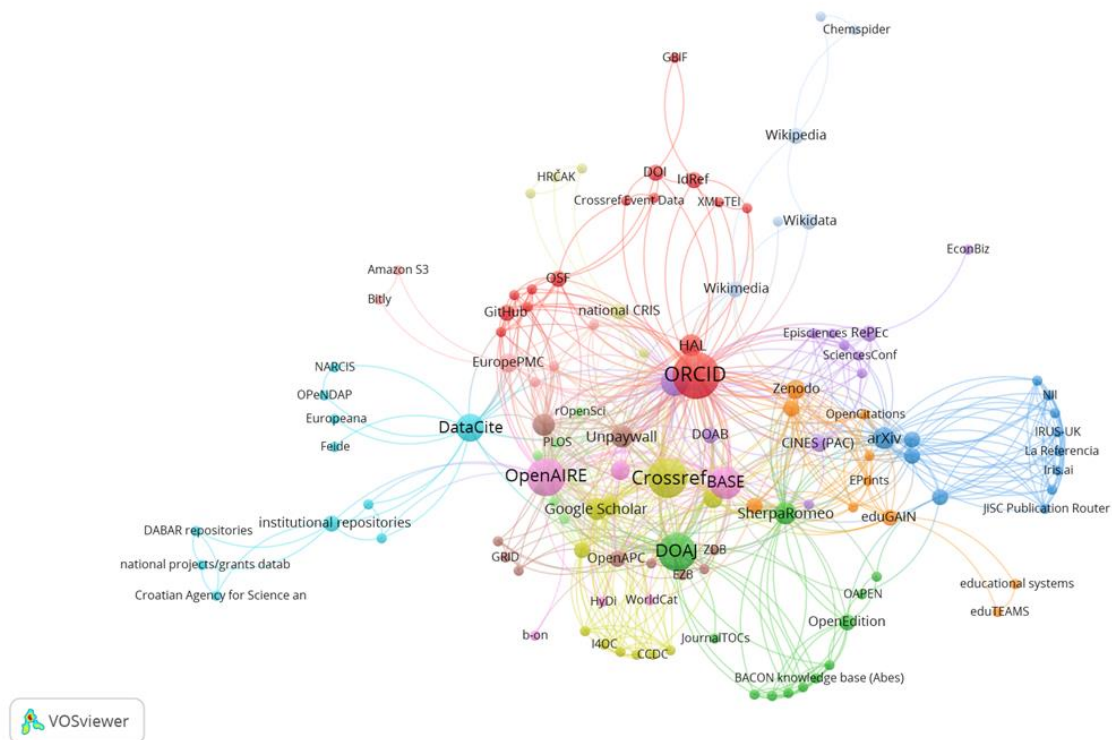 Chemspider
GBIF
Wikipedia
HRČAK
DOI
IdRef
Crossref Event Data
XML-TEI
Wikidata
EconBiz
Amazon S3
OSF
Wikimedia
Bitly
GitHub
national CRIS
Episciences RePEc
HAL
SciencesConf
EuropePMC
NARCIS
ORCID
Zenodo
OPeNDAP
NII
rOpenSci
OpenCitations
Europeana
DataCite
PLOS
Unpaywall
DOAB
CINES (PAC)
arXiv
IRUS-UK
Feide
La Referencia
OpenAIRE
Crossref
BASE
EPrints
Iris.ai
Google Scholar
SherpaRomeo
eduGAIN
JISC Publication Router
institutional repositories
DABAR repositories
GRID
OpenAPC
DOAJ
ZDB
national projects/grants datab
EZB
educational systems
Croatian Agency for Science an
HyDi
WorldCat
OAPEN
eduTEAMS
b-on
I4OC
CCDC
JournalTOCs
OpenEdition
BACON knowledge base (Abes)
VOSviewer